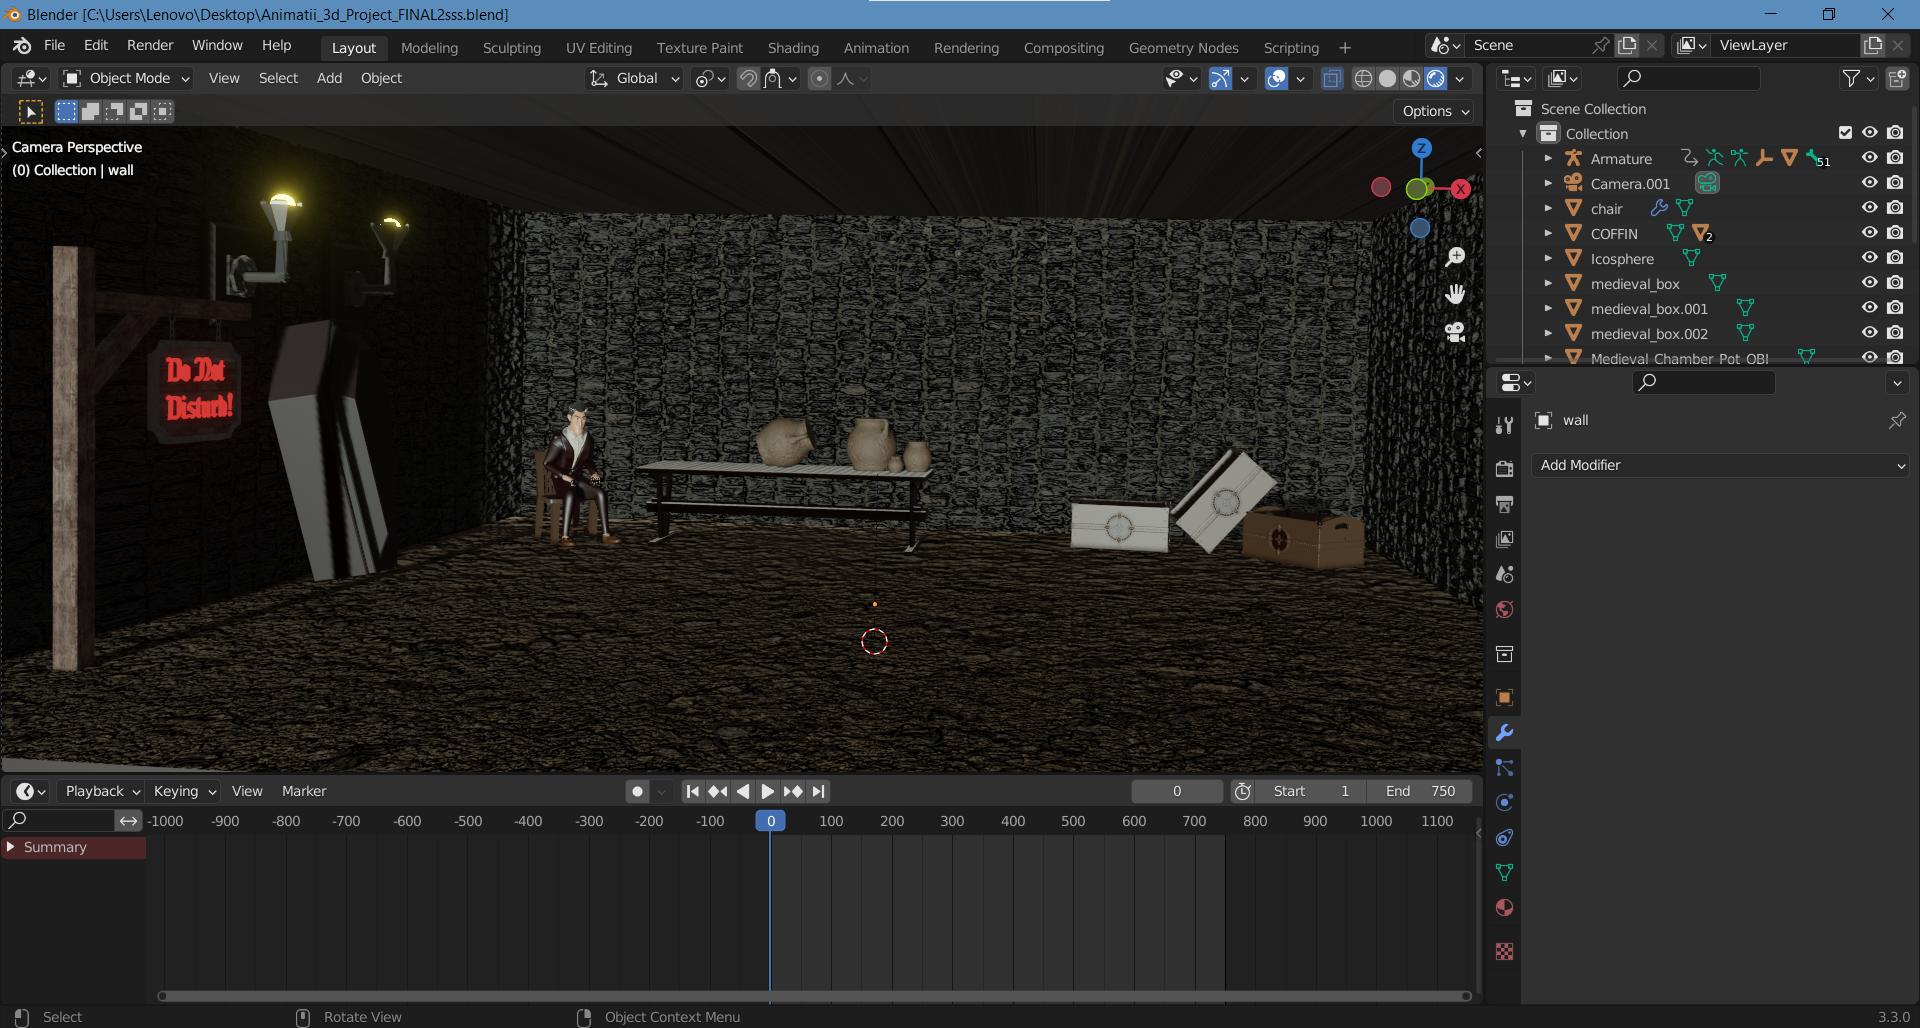 Blender [C:\Users\Lenovo\Desktop\Animatii_3d_Project_FINAL2sss.blend]
File Edit Render Window Help
Layout Modeling Sculpting UV Editing Texture Paint Shading Animation Rendering Compositing Geometry Nodes Scripting +
Scene
ViewLayer
Object Mode View Select Add Object
Global
Options
Camera Perspective
(0) Collection | wall
Z
X
Do Not
Disturb!
Scene Collection
Collection
Armature 51
Camera.001
chair
COFFIN 2
Icosphere
medieval_box
medieval_box.001
medieval_box.002
Medieval_Chamber_Pot_OBJ
wall
Add Modifier
Playback Keying View Marker
0
Start 1
End 750
-1000 -900 -800 -700 -600 -500 -400 -300 -200 -100 0 100 200 300 400 500 600 700 800 900 1000 1100
Summary
Select
Rotate View
Object Context Menu
3.3.0